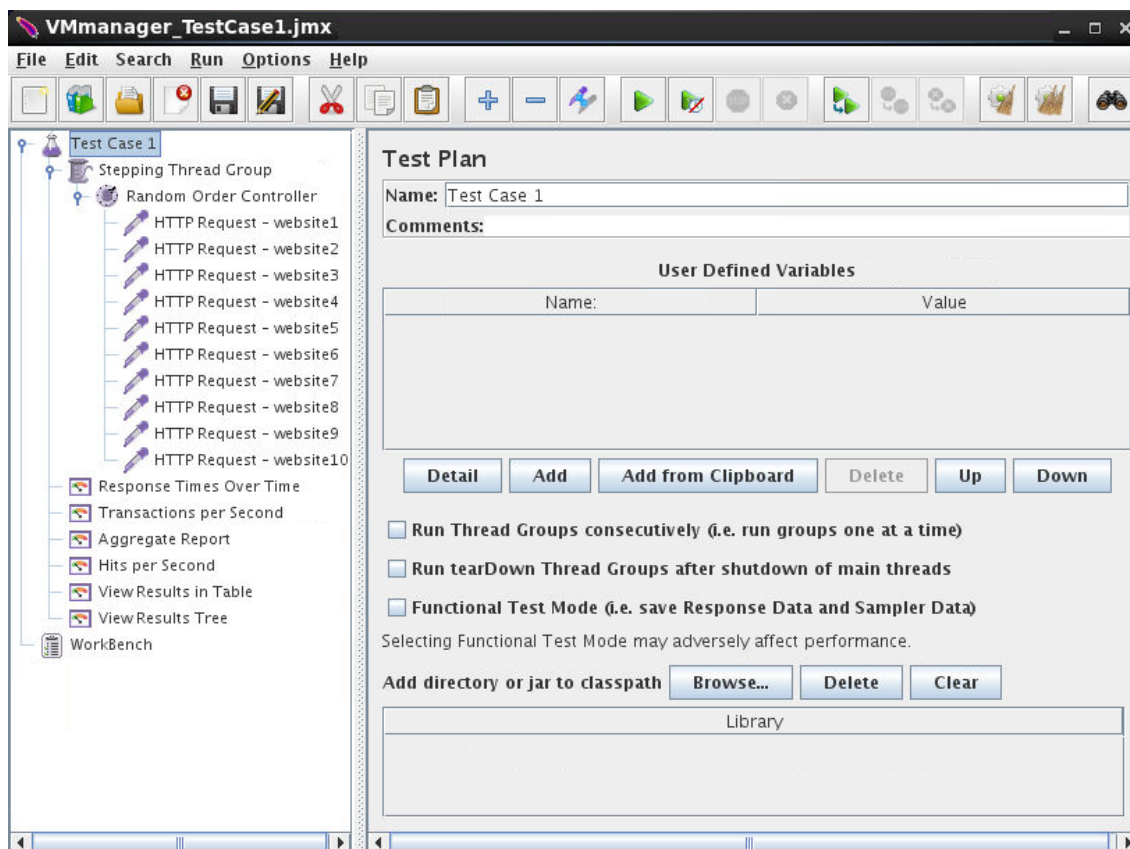 VMmanager_TestCase1.jmx
File Edit Search Run Options Help
Test Case 1
Stepping Thread Group
Random Order Controller
HTTP Request - website1
HTTP Request - website2
HTTP Request - website3
HTTP Request - website4
HTTP Request - website5
HTTP Request - website6
HTTP Request - website7
HTTP Request - website8
HTTP Request - website9
HTTP Request - website10
Response Times Over Time
Transactions per Second
Aggregate Report
Hits per Second
View Results in Table
View Results Tree
WorkBench
Test Plan
Name: Test Case 1
Comments:
User Defined Variables
Name: Value
Detail Add Add from Clipboard Delete Up Down
Run Thread Groups consecutively (i.e. run groups one at a time)
Run tearDown Thread Groups after shutdown of main threads
Functional Test Mode (i.e. save Response Data and Sampler Data)
Selecting Functional Test Mode may adversely affect performance.
Add directory or jar to classpath Browse... Delete Clear
Library